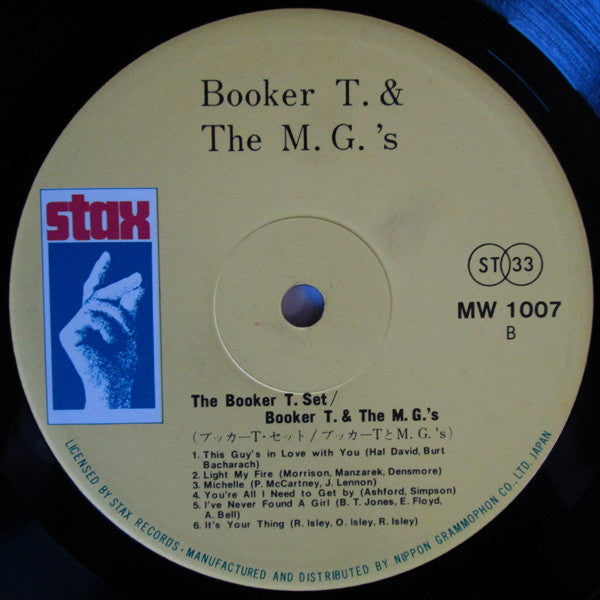 Booker T. &
The M. G. 's
stax
ST 33
MW 1007
B
The Booker T. Set /
Booker T. & The M. G.'s
(ブッカーT・セット / ブッカーTとM. G. 's)
1. This Guy's in Love with You (Hal David, Burt
Bacharach)
2. Light My Fire (Morrison, Manzarek, Densmore)
3. Michelle (P. McCartney, J. Lennon)
4. You're All I Need to Get by (Ashford, Simpson)
5. I've Never Found A Girl (B. T. Jones, E. Floyd,
A. Bell)
6. It's Your Thing (R. Isley, O. Isley, R. Isley)
LICENSED BY STAX RECORDS · MANUFACTURED AND DISTRIBUTED BY NIPPON GRAMMOPHON CO., LTD. JAPAN